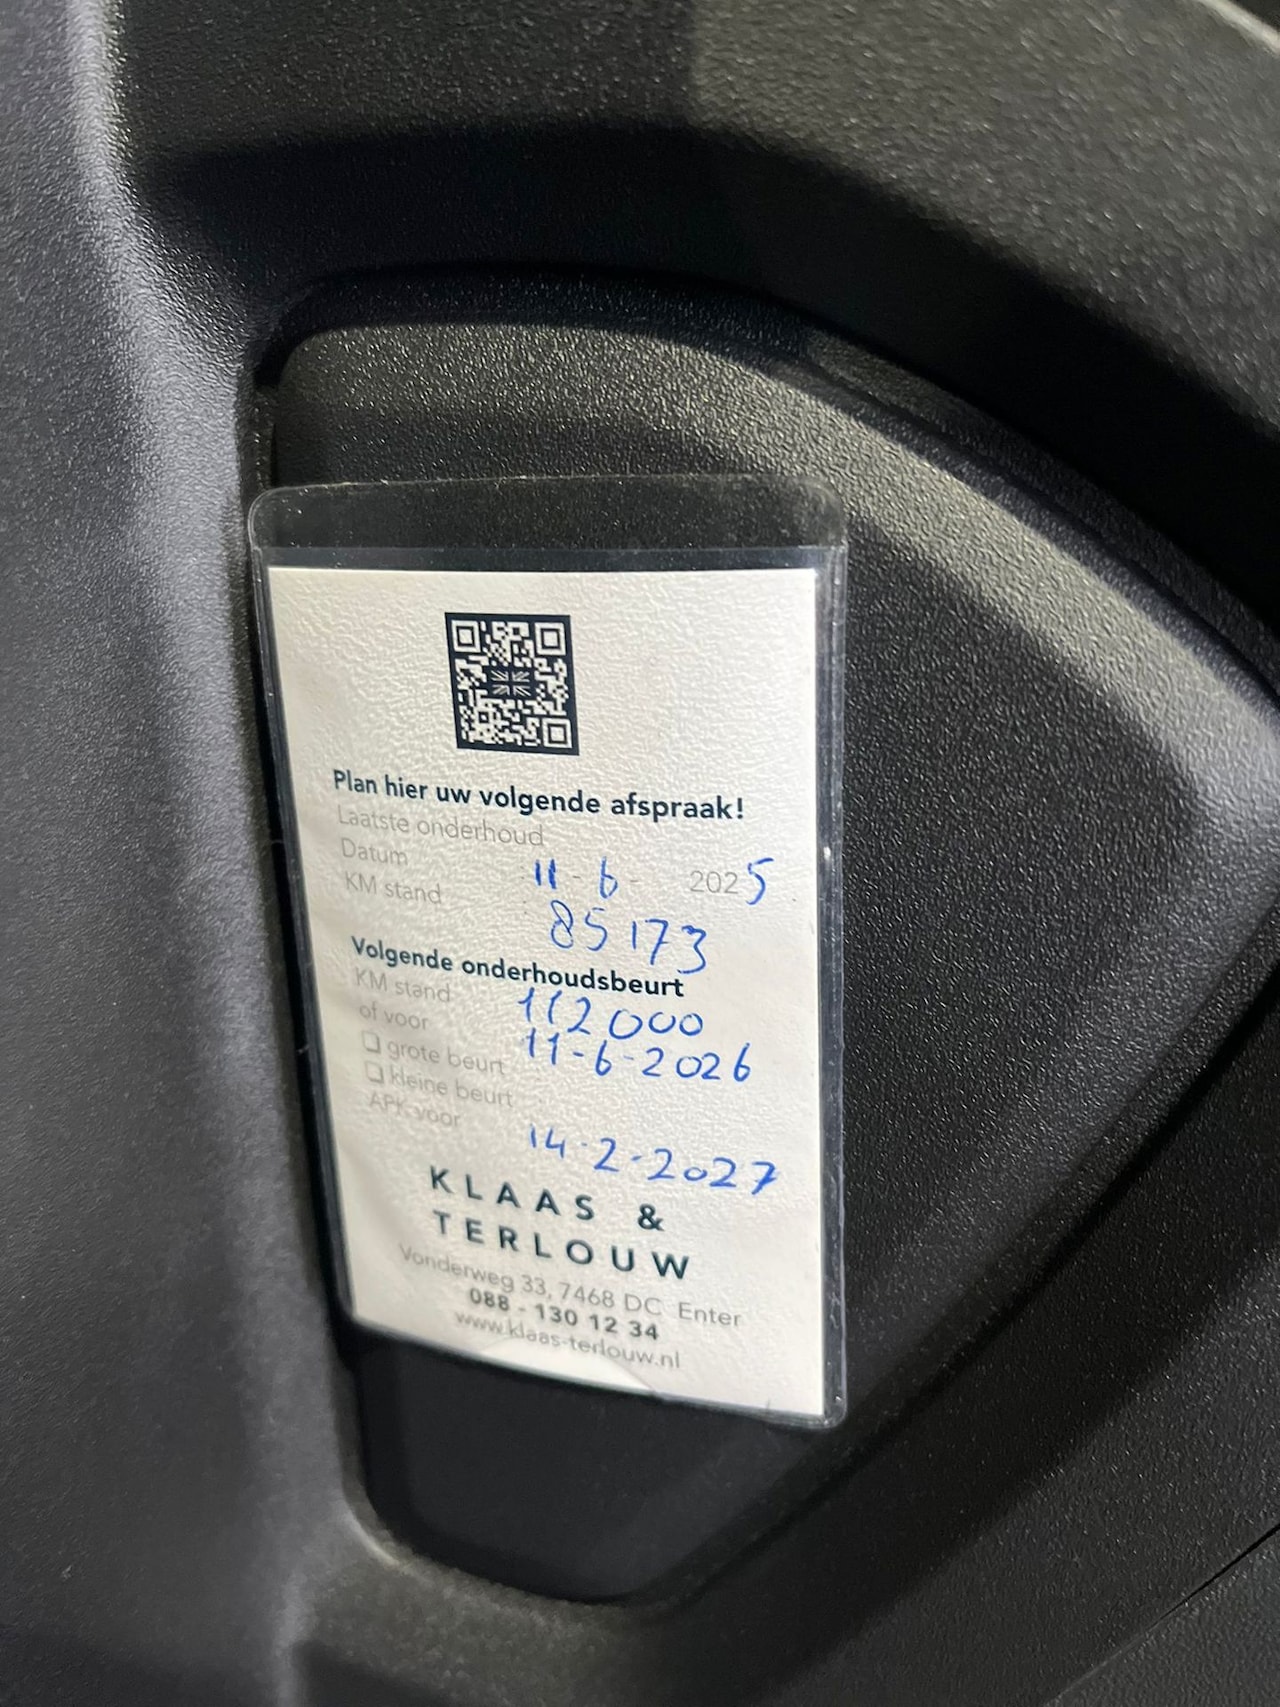 Plan hier uw volgende afspraak!
Laatste onderhoud
Datum 11-6- 2025
KM stand 85173
Volgende onderhoudsbeurt
KM stand 112000
of voor 11-6-2026
❑ grote beurt
❑ kleine beurt
APK voor 14-2-2027
KLAAS &
TERLOUW
Vonderweg 33, 7468 DC Enter
088 - 130 12 34
www.klaas-terlouw.nl